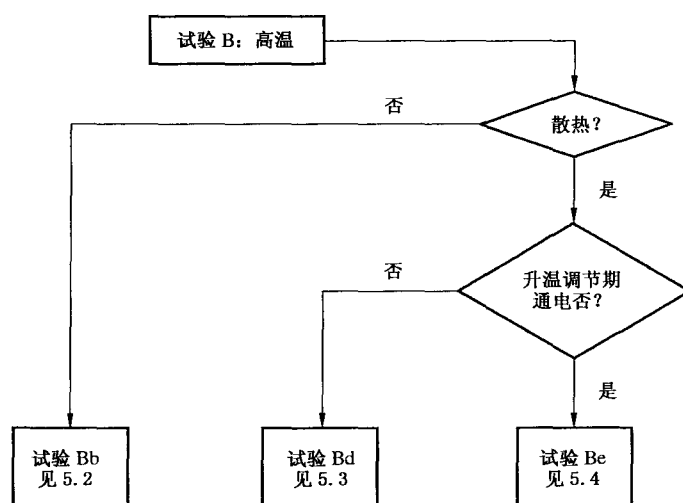 试验 B：高温
否
散热？
是
升温调节期
通电否？
否
是
试验 Bb
见 5.2
试验 Bd
见 5.3
试验 Be
见 5.4